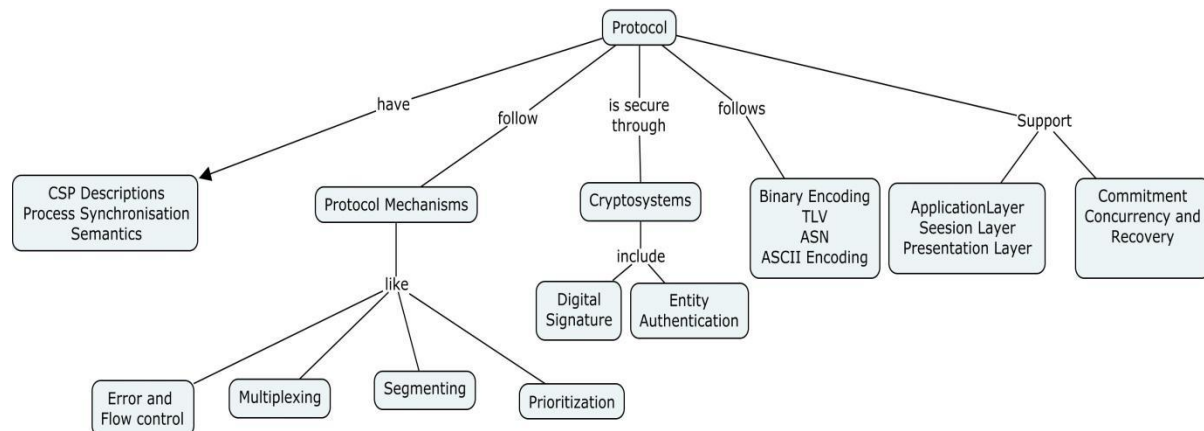 Protocol
have
follow
is secure
through
follows
Support
CSP Descriptions
Process Synchronisation
Semantics
Protocol Mechanisms
Cryptosystems
Binary Encoding
TLV
ASN
ASCII Encoding
ApplicationLayer
Seesion Layer
Presentation Layer
Commitment
Concurrency and
Recovery
like
include
Digital
Signature
Entity
Authentication
Error and
Flow control
Multiplexing
Segmenting
Prioritization